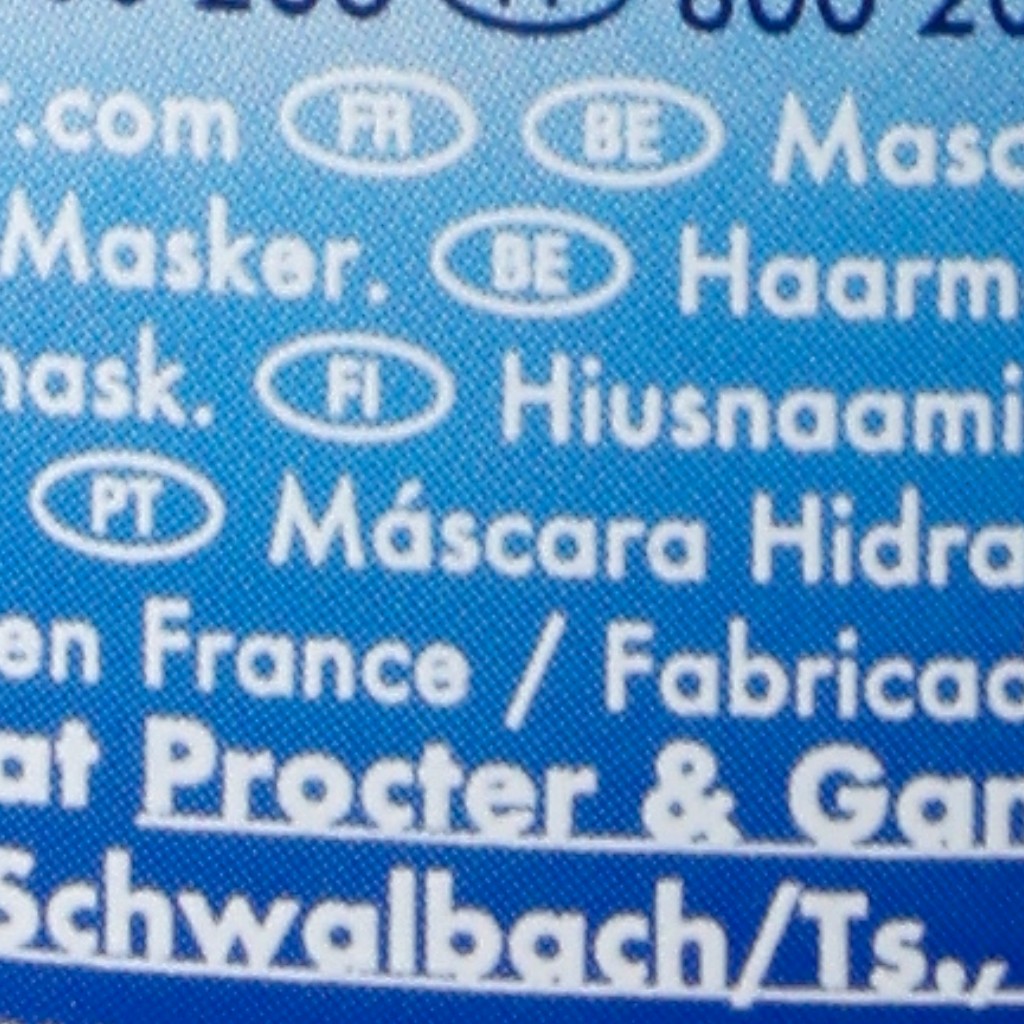 .com FR BE Masc
Masker. BE Haarm
mask. FI Hiusnaami
PT Máscara Hidra
en France / Fabricad
at Procter & Gam
Schwalbach/Ts.,